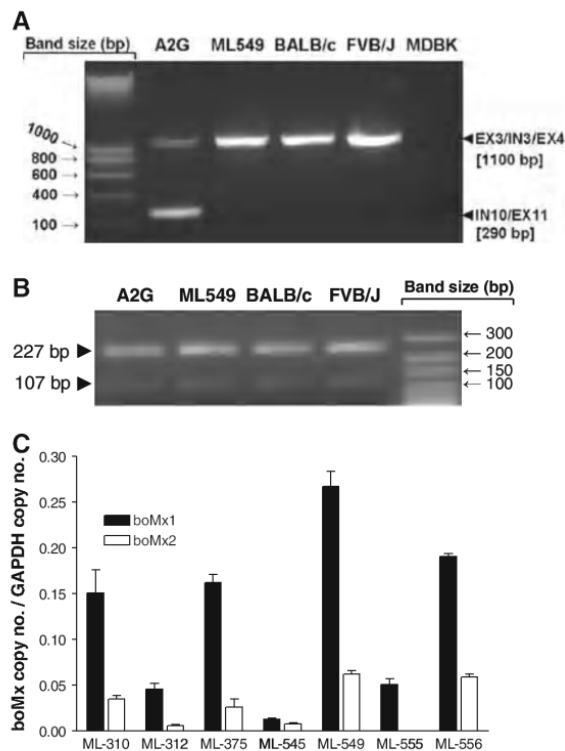 A
Band size (bp) A2G ML549 BALB/c FVB/J MDBK
1000 →
800 →
600 →
400 →
100 →
◄EX3/IN3/EX4
[1100 bp]
◄IN10/EX11
[290 bp]
B
A2G ML549 BALB/c FVB/J Band size (bp)
227 bp ►
107 bp ►
← 300
← 200
← 150
← 100
C
boMx copy no. / GAPDH copy no.
0.30
0.25
0.20
0.15
0.10
0.05
0.00
boMx1
boMx2
ML-310 ML-312 ML-375 ML-545 ML-549 ML-555 ML-556